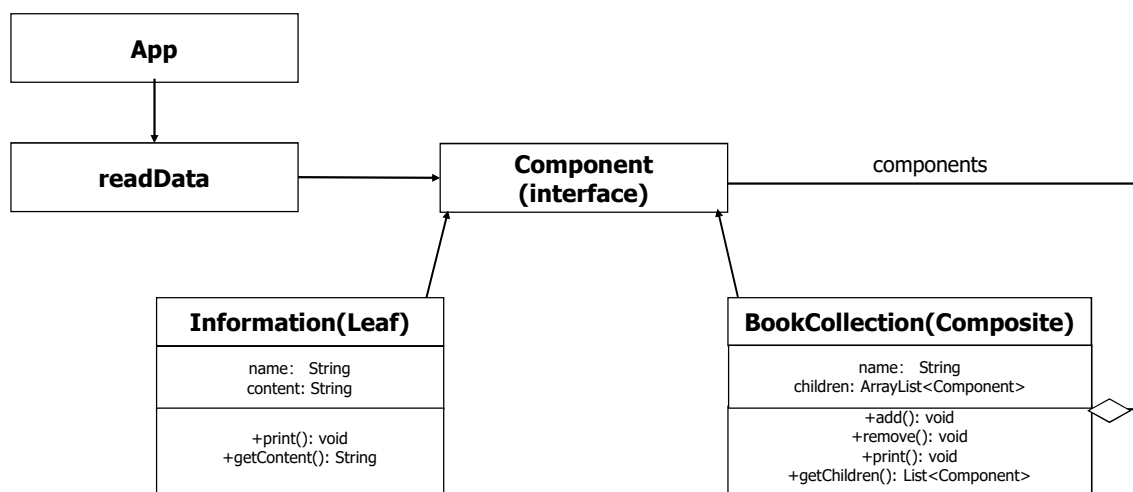 App
readData
Component
(interface)
components
Information(Leaf)
name： String
content: String
+print(): void
+getContent(): String
BookCollection(Composite)
name： String
children: ArrayList<Component>
+add(): void
+remove(): void
+print(): void
+getChildren(): List<Component>